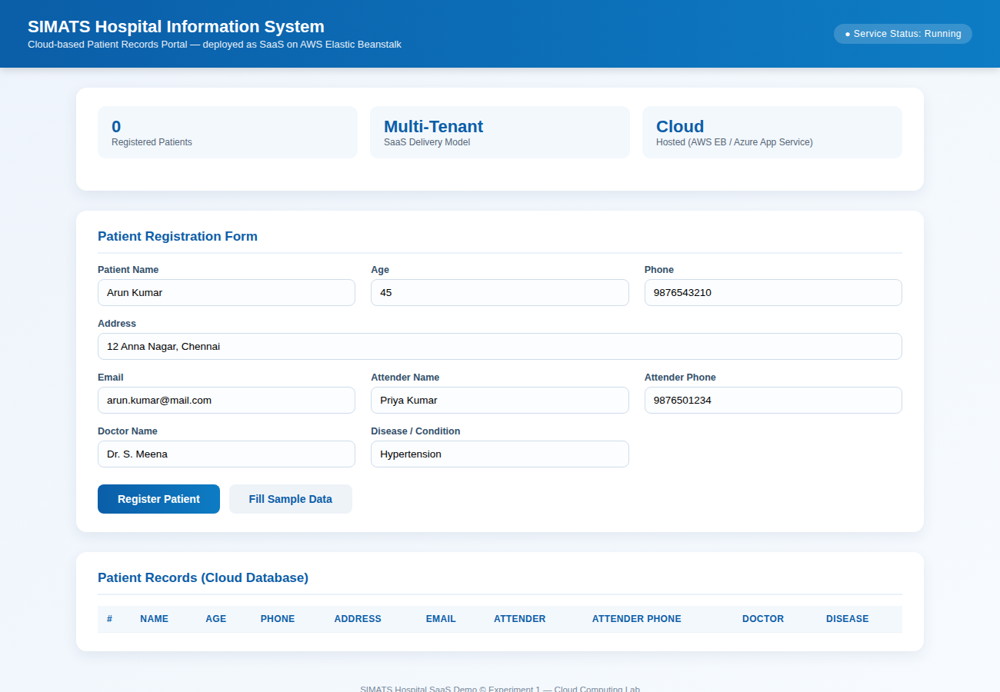 SIMATS Hospital Information System
Cloud-based Patient Records Portal — deployed as SaaS on AWS Elastic Beanstalk
● Service Status: Running
0
Registered Patients
Multi-Tenant
SaaS Delivery Model
Cloud
Hosted (AWS EB / Azure App Service)
Patient Registration Form
Patient Name Age Phone
Arun Kumar 45 9876543210
Address
12 Anna Nagar, Chennai
Email Attender Name Attender Phone
arun.kumar@mail.com Priya Kumar 9876501234
Doctor Name Disease / Condition
Dr. S. Meena Hypertension
Register Patient Fill Sample Data
Patient Records (Cloud Database)
# NAME AGE PHONE ADDRESS EMAIL ATTENDER ATTENDER PHONE DOCTOR DISEASE
SIMATS Hospital SaaS Demo © Experiment 1 — Cloud Computing Lab